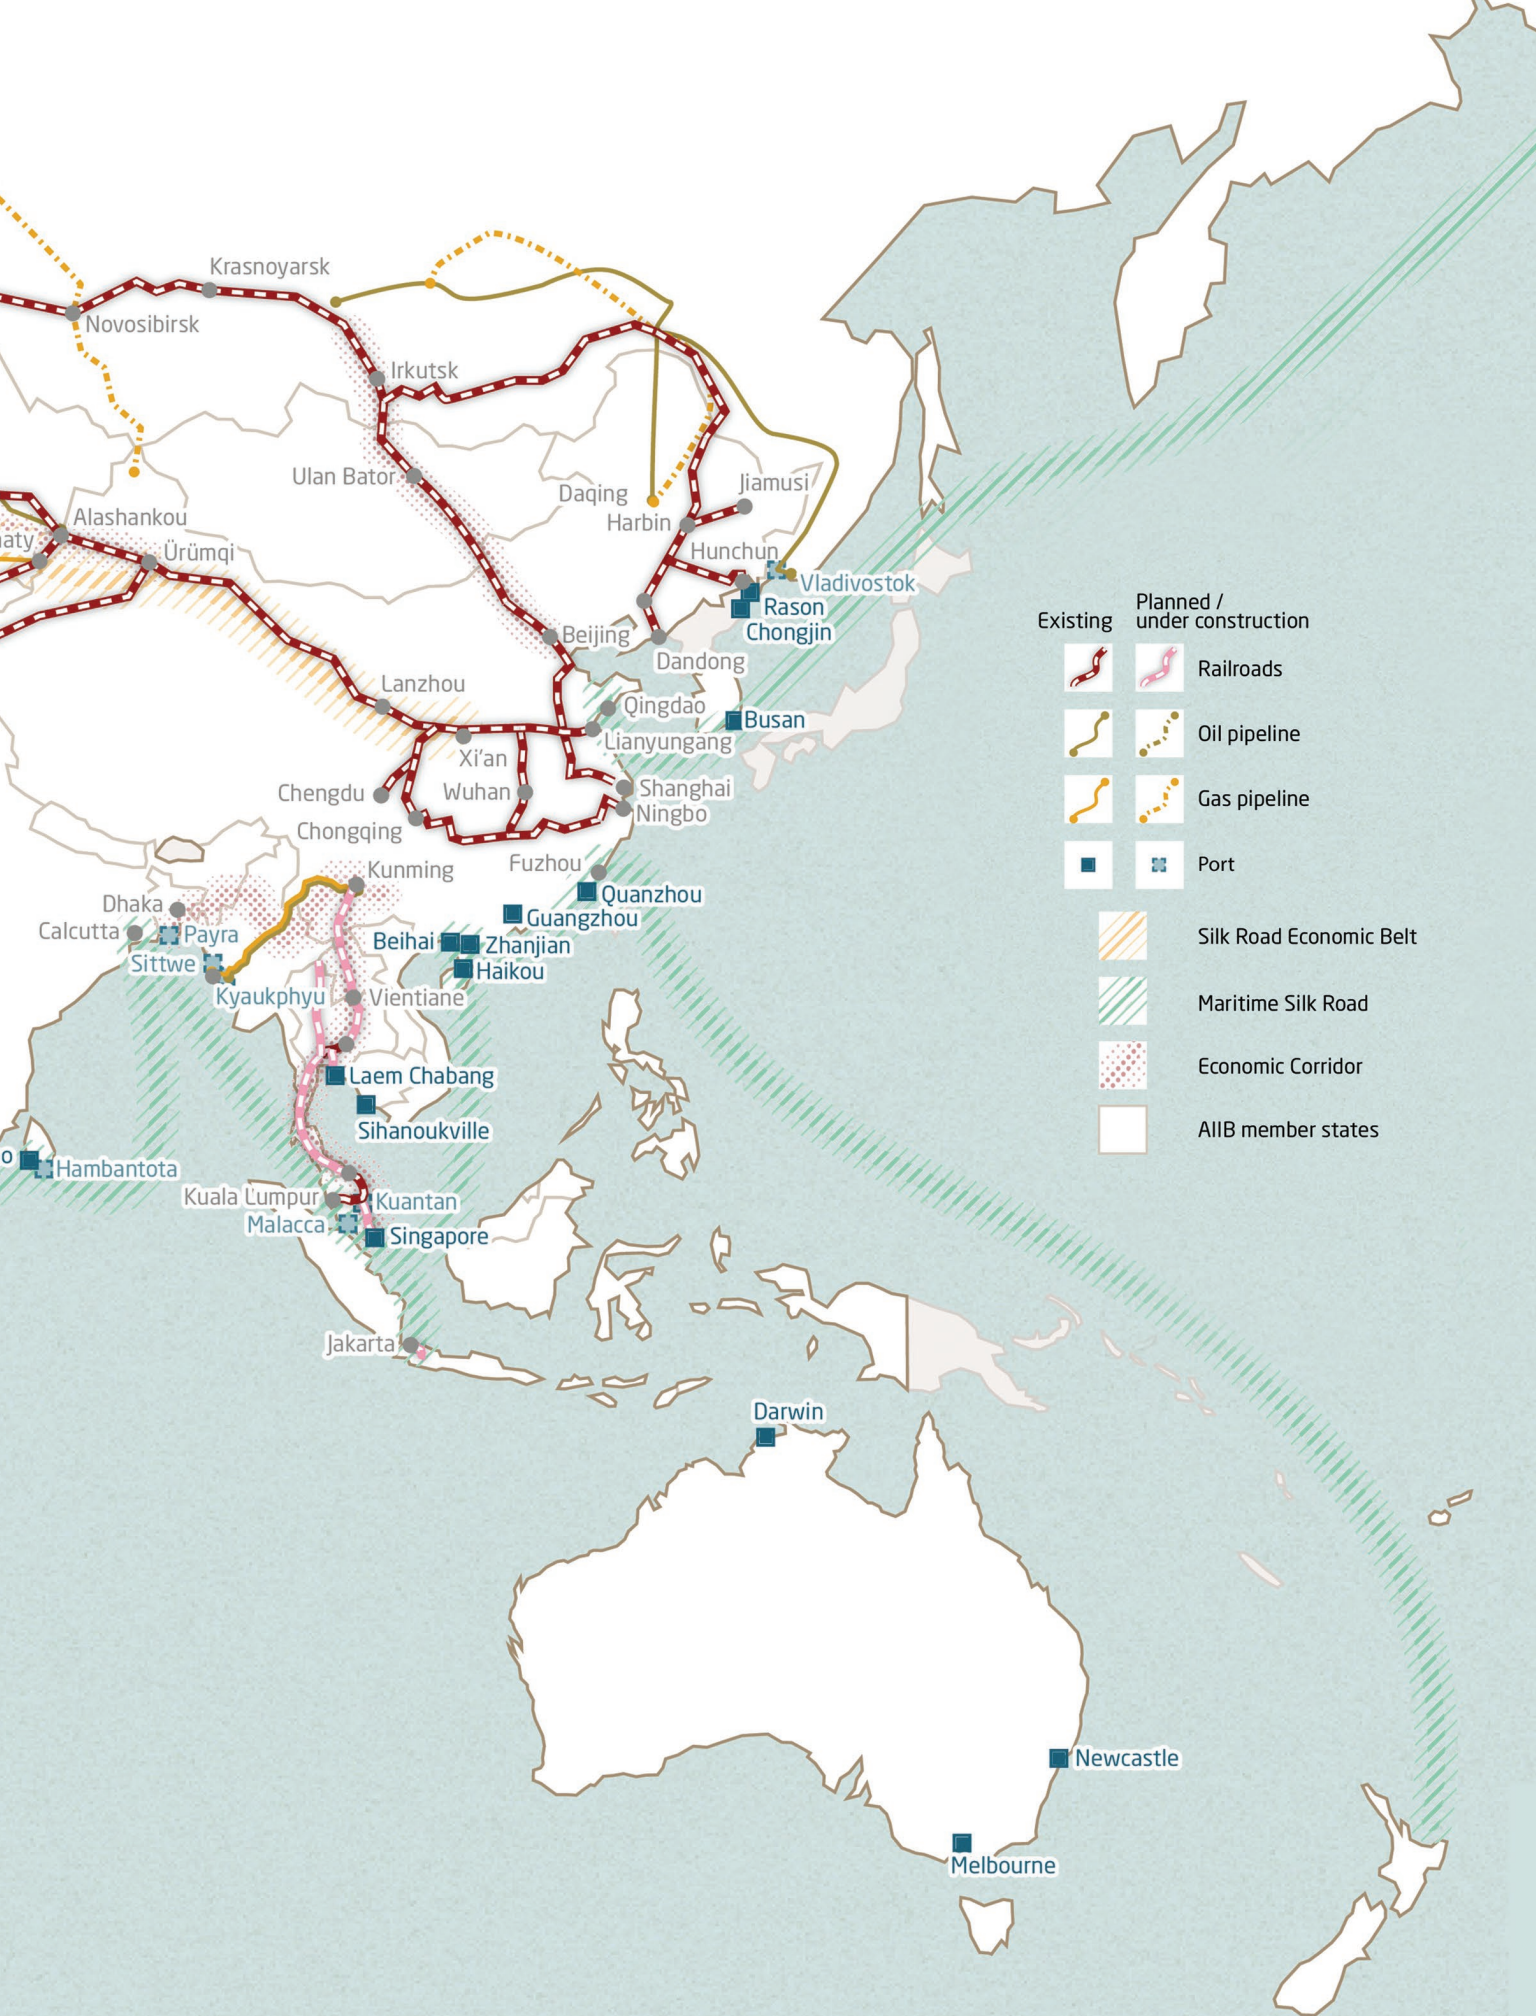 Krasnoyarsk
Novosibirsk
Irkutsk
Ulan Bator
Jiamusi
Daqing
Alashankou
Harbin
aty
Ürümqi
Hunchun
Vladivostok
Rason
Chongjin
Beijing
Dandong
Lanzhou
Qingdao
Busan
Lianyungang
Xi'an
Chengdu
Wuhan
Shanghai
Ningbo
Chongqing
Fuzhou
Kunming
Quanzhou
Dhaka
Guangzhou
Calcutta
Payra
Beihai
Zhanjian
Sittwe
Haikou
Kyaukphyu
Vientiane
Laem Chabang
Sihanoukville
o
Hambantota
Kuala Lumpur
Kuantan
Malacca
Singapore
Jakarta
Darwin
Newcastle
Melbourne
Existing
Planned /
under construction
Railroads
Oil pipeline
Gas pipeline
Port
Silk Road Economic Belt
Maritime Silk Road
Economic Corridor
AIIB member states